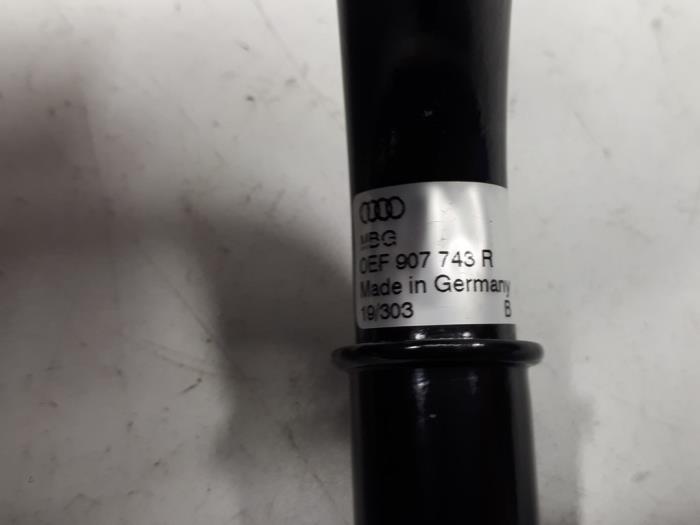 MBG
0EF 907 743 R
Made in Germany
19/303 B